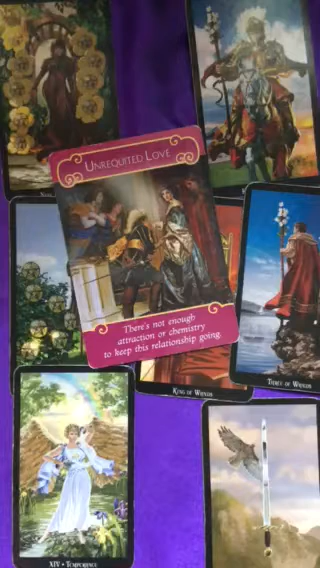 UNREQUITED LOVE
There's not enough
attraction or chemistry
to keep this relationship going.
KING OF WANDS
THREE OF WANDS
XIV • TEMPERANCE